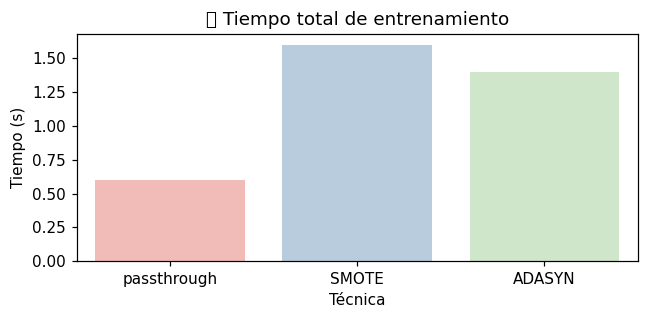 Tiempo total de entrenamiento
Tiempo (s)
1.50
1.25
1.00
0.75
0.50
0.25
0.00
passthrough SMOTE ADASYN
Técnica